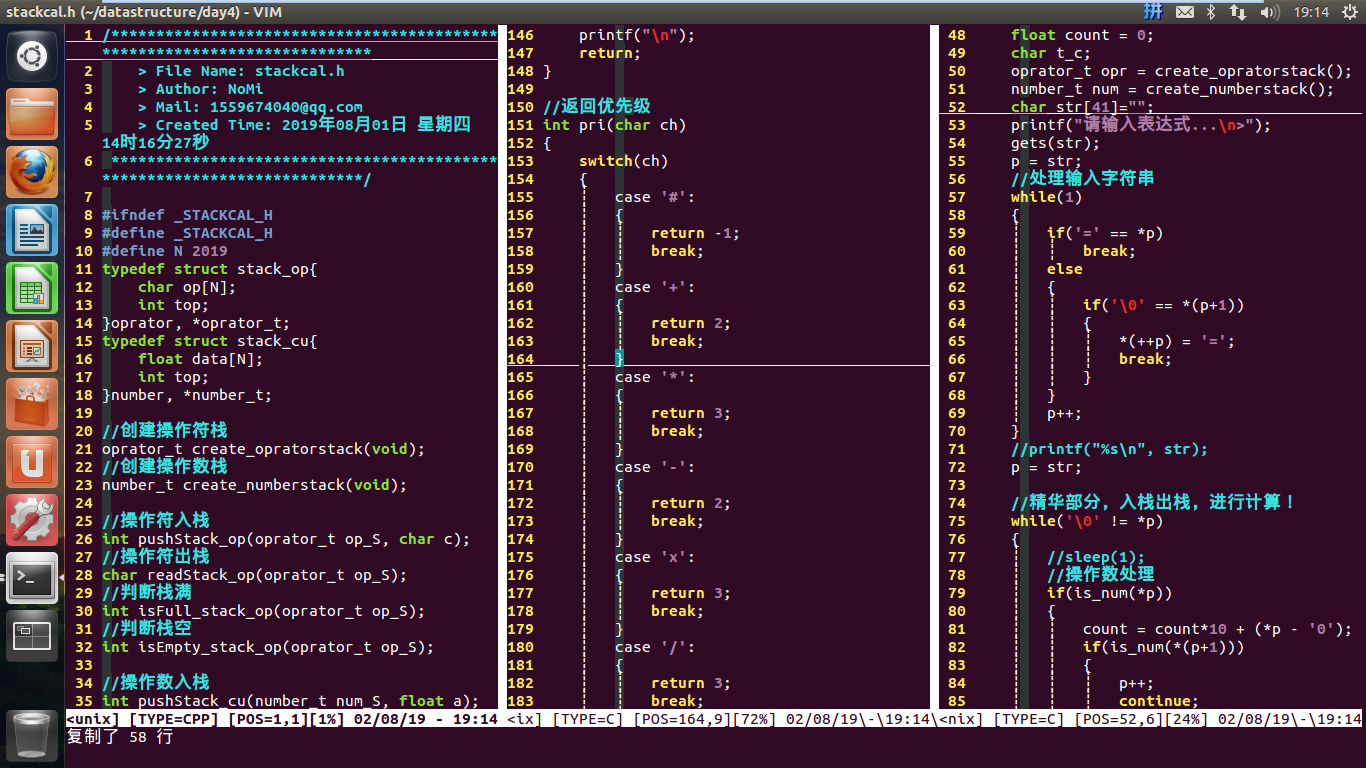 stackcal.h (~/datastructure/day4) - VIM
拼
19:14
1 /*******************************************
******************************
2     > File Name: stackcal.h
3     > Author: NoMi
4     > Mail: 1559674040@qq.com
5     > Created Time: 2019年08月01日 星期四
14时16分27秒
6  *******************************************
*****************************/
7
8 #ifndef _STACKCAL_H
9 #define _STACKCAL_H
10 #define N 2019
11 typedef struct stack_op{
12     char op[N];
13     int top;
14 }oprator, *oprator_t;
15 typedef struct stack_cu{
16     float data[N];
17     int top;
18 }number, *number_t;
19
20 //创建操作符栈
21 oprator_t create_opratorstack(void);
22 //创建操作数栈
23 number_t create_numberstack(void);
24
25 //操作符入栈
26 int pushStack_op(oprator_t op_S, char c);
27 //操作符出栈
28 char readStack_op(oprator_t op_S);
29 //判断栈满
30 int isFull_stack_op(oprator_t op_S);
31 //判断栈空
32 int isEmpty_stack_op(oprator_t op_S);
33
34 //操作数入栈
35 int pushStack_cu(number_t num_S, float a);
<unix] [TYPE=CPP] [POS=1,1][1%] 02/08/19 - 19:14
146     printf("\n");
147     return;
148 }
149
150 //返回优先级
151 int pri(char ch)
152 {
153     switch(ch)
154     {
155     ¦   case '#':
156     ¦   {
157     ¦   ¦   return -1;
158     ¦   ¦   break;
159     ¦   }
160     ¦   case '+':
161     ¦   {
162     ¦   ¦   return 2;
163     ¦   ¦   break;
164     ¦   }
165     ¦   case '*':
166     ¦   {
167     ¦   ¦   return 3;
168     ¦   ¦   break;
169     ¦   }
170     ¦   case '-':
171     ¦   {
172     ¦   ¦   return 2;
173     ¦   ¦   break;
174     ¦   }
175     ¦   case 'x':
176     ¦   {
177     ¦   ¦   return 3;
178     ¦   ¦   break;
179     ¦   }
180     ¦   case '/':
181     ¦   {
182     ¦   ¦   return 3;
183     ¦   ¦   break;
<ix] [TYPE=C] [POS=164,9][72%] 02/08/19\-\19:14\
48     float count = 0;
49     char t_c;
50     oprator_t opr = create_opratorstack();
51     number_t num = create_numberstack();
52     char str[41]="";
53     printf("请输入表达式...\n>");
54     gets(str);
55     p = str;
56     //处理输入字符串
57     while(1)
58     {
59     ¦   if('=' == *p)
60     ¦   ¦   break;
61     ¦   else
62     ¦   {
63     ¦   ¦   if('\0' == *(p+1))
64     ¦   ¦   {
65     ¦   ¦   ¦   *(++p) = '=';
66     ¦   ¦   ¦   break;
67     ¦   ¦   }
68     ¦   }
69     ¦   p++;
70     }
71     //printf("%s\n", str);
72     p = str;
73
74     //精华部分，入栈出栈，进行计算！
75     while('\0' != *p)
76     {
77     ¦   //sleep(1);
78     ¦   //操作数处理
79     ¦   if(is_num(*p))
80     ¦   {
81     ¦   ¦   count = count*10 + (*p - '0');
82     ¦   ¦   if(is_num(*(p+1)))
83     ¦   ¦   {
84     ¦   ¦   ¦   p++;
85     ¦   ¦   ¦   continue;
<nix] [TYPE=C] [POS=52,6][24%] 02/08/19\-\19:14
复制了 58 行